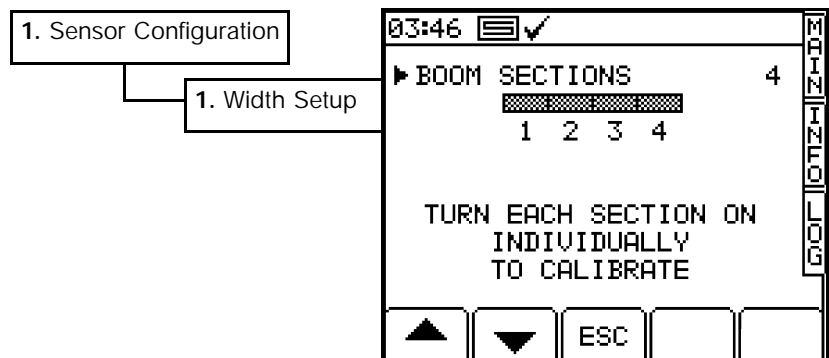 1. Sensor Configuration
1. Width Setup
03:46
BOOM SECTIONS 4
1 2 3 4
TURN EACH SECTION ON
INDIVIDUALLY
TO CALIBRATE
ESC
MAIN
INFO
LOG